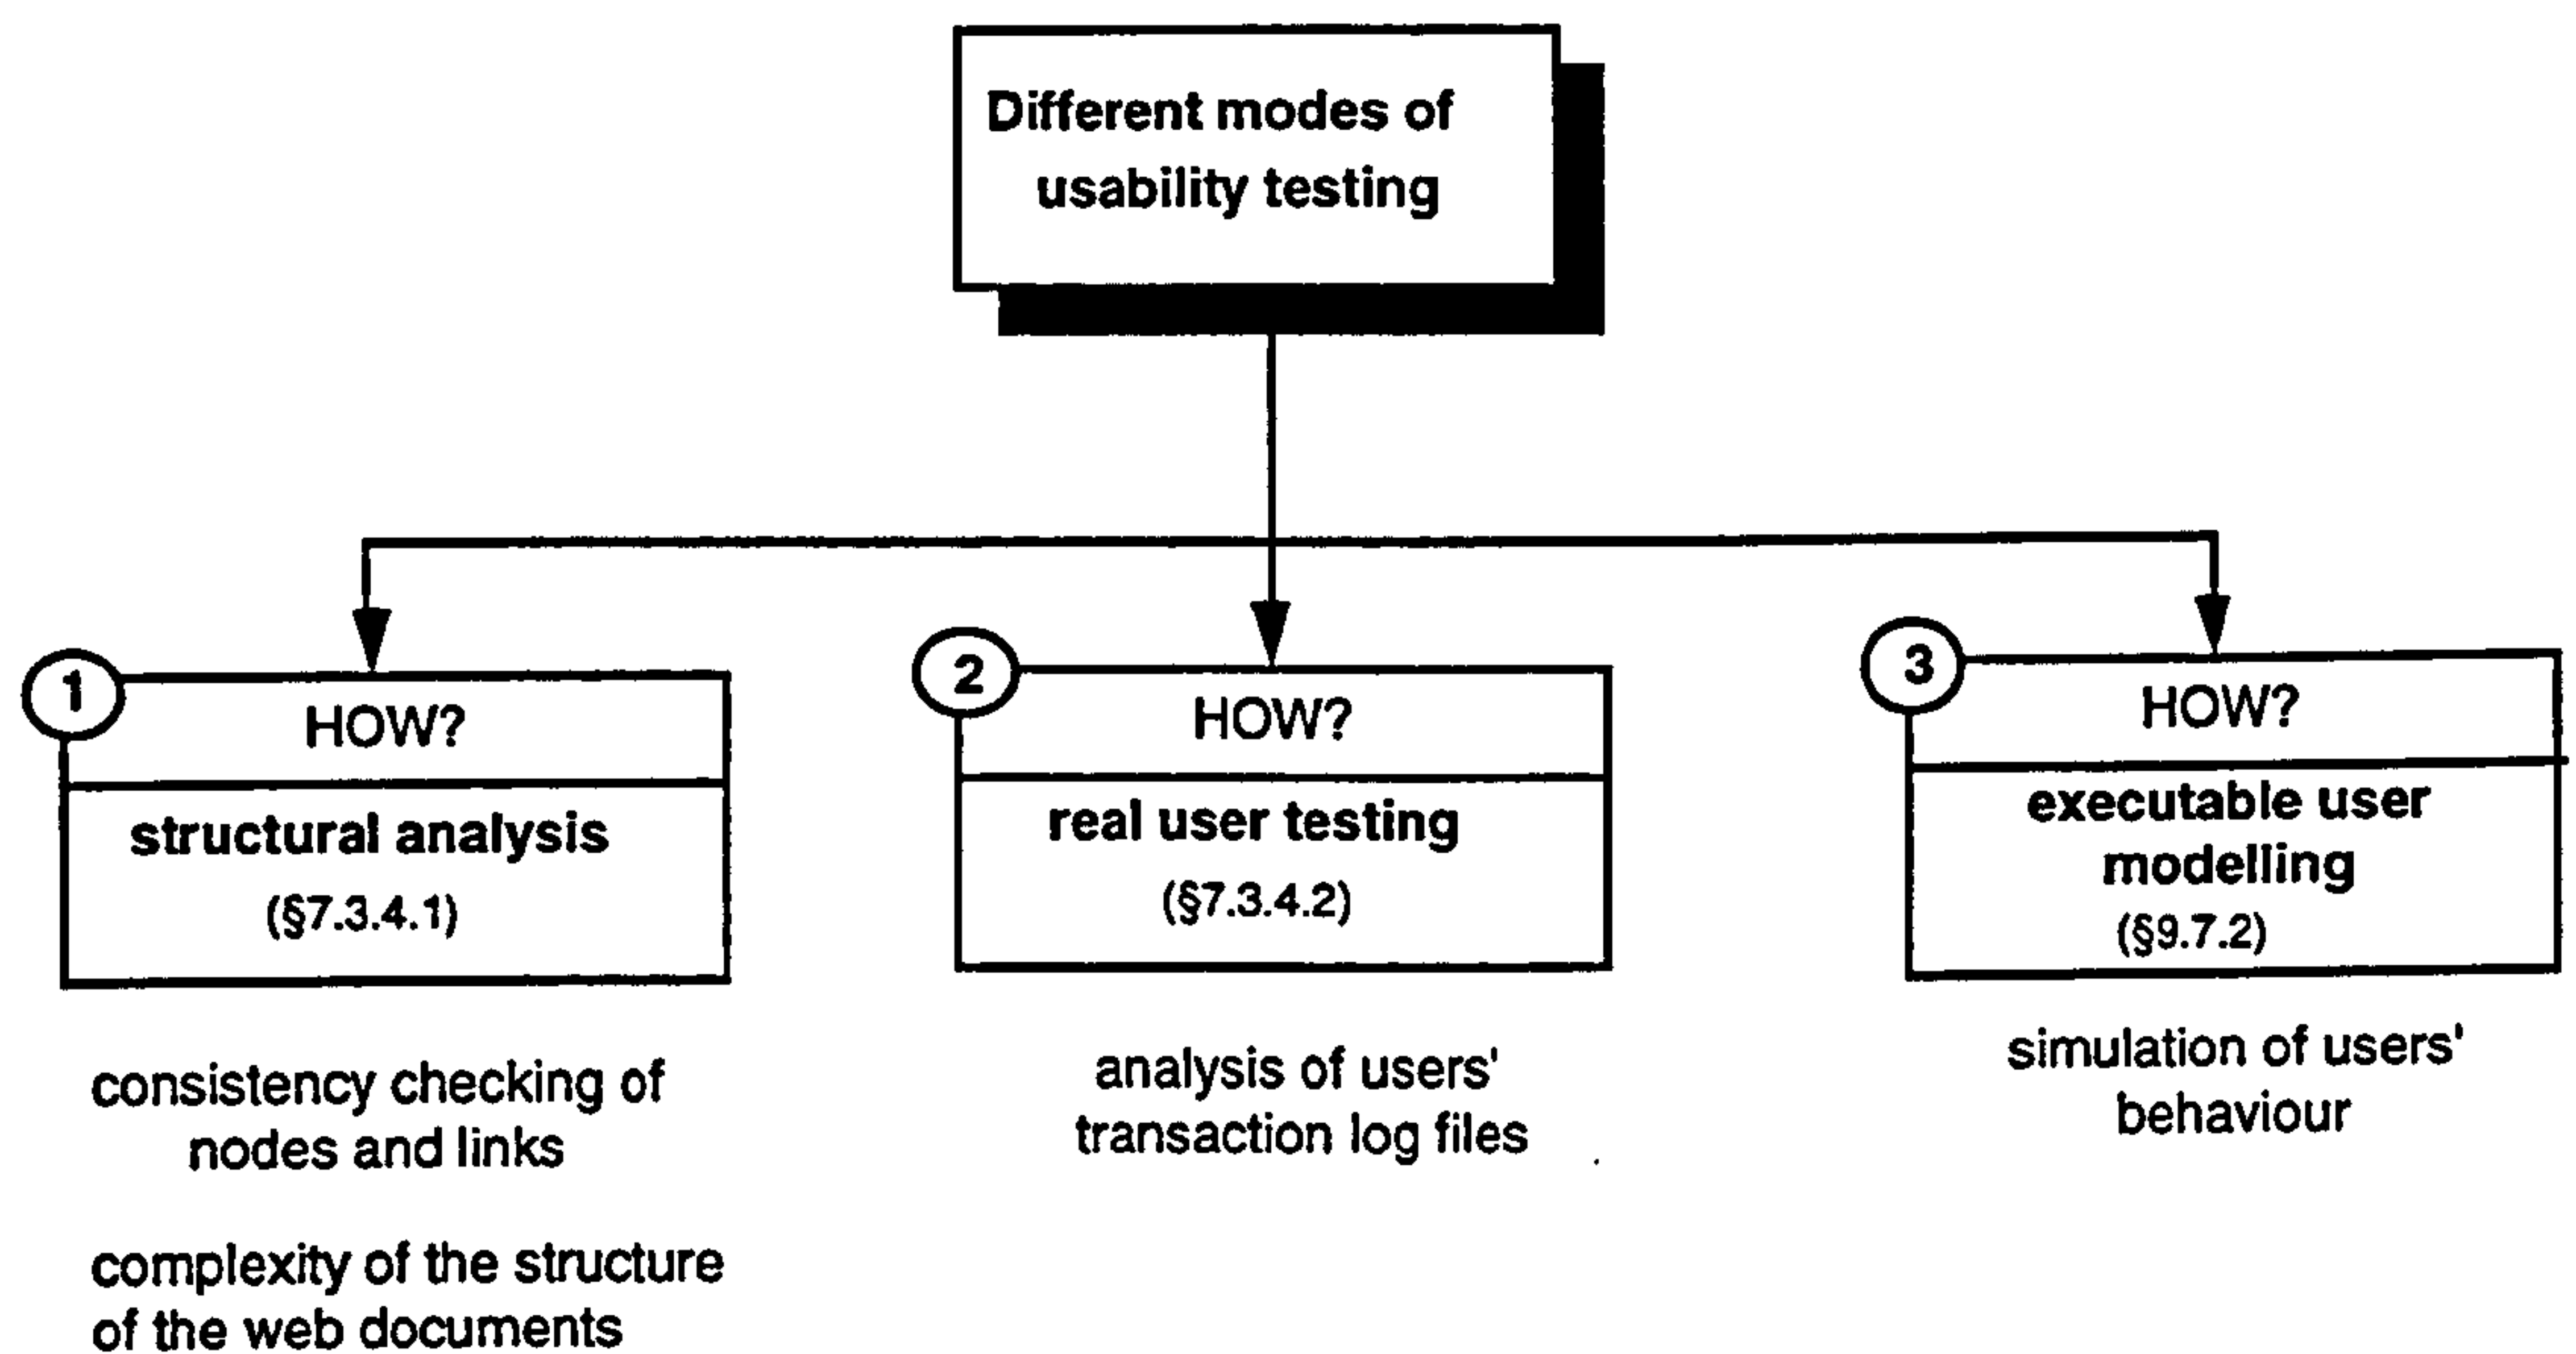 Different modes of
usability testing
1
HOW?
structural analysis
(§7.3.4.1)
consistency checking of
nodes and links
complexity of the structure
of the web documents
2
HOW?
real user testing
(§7.3.4.2)
analysis of users'
transaction log files
3
HOW?
executable user
modelling
(§9.7.2)
simulation of users'
behaviour